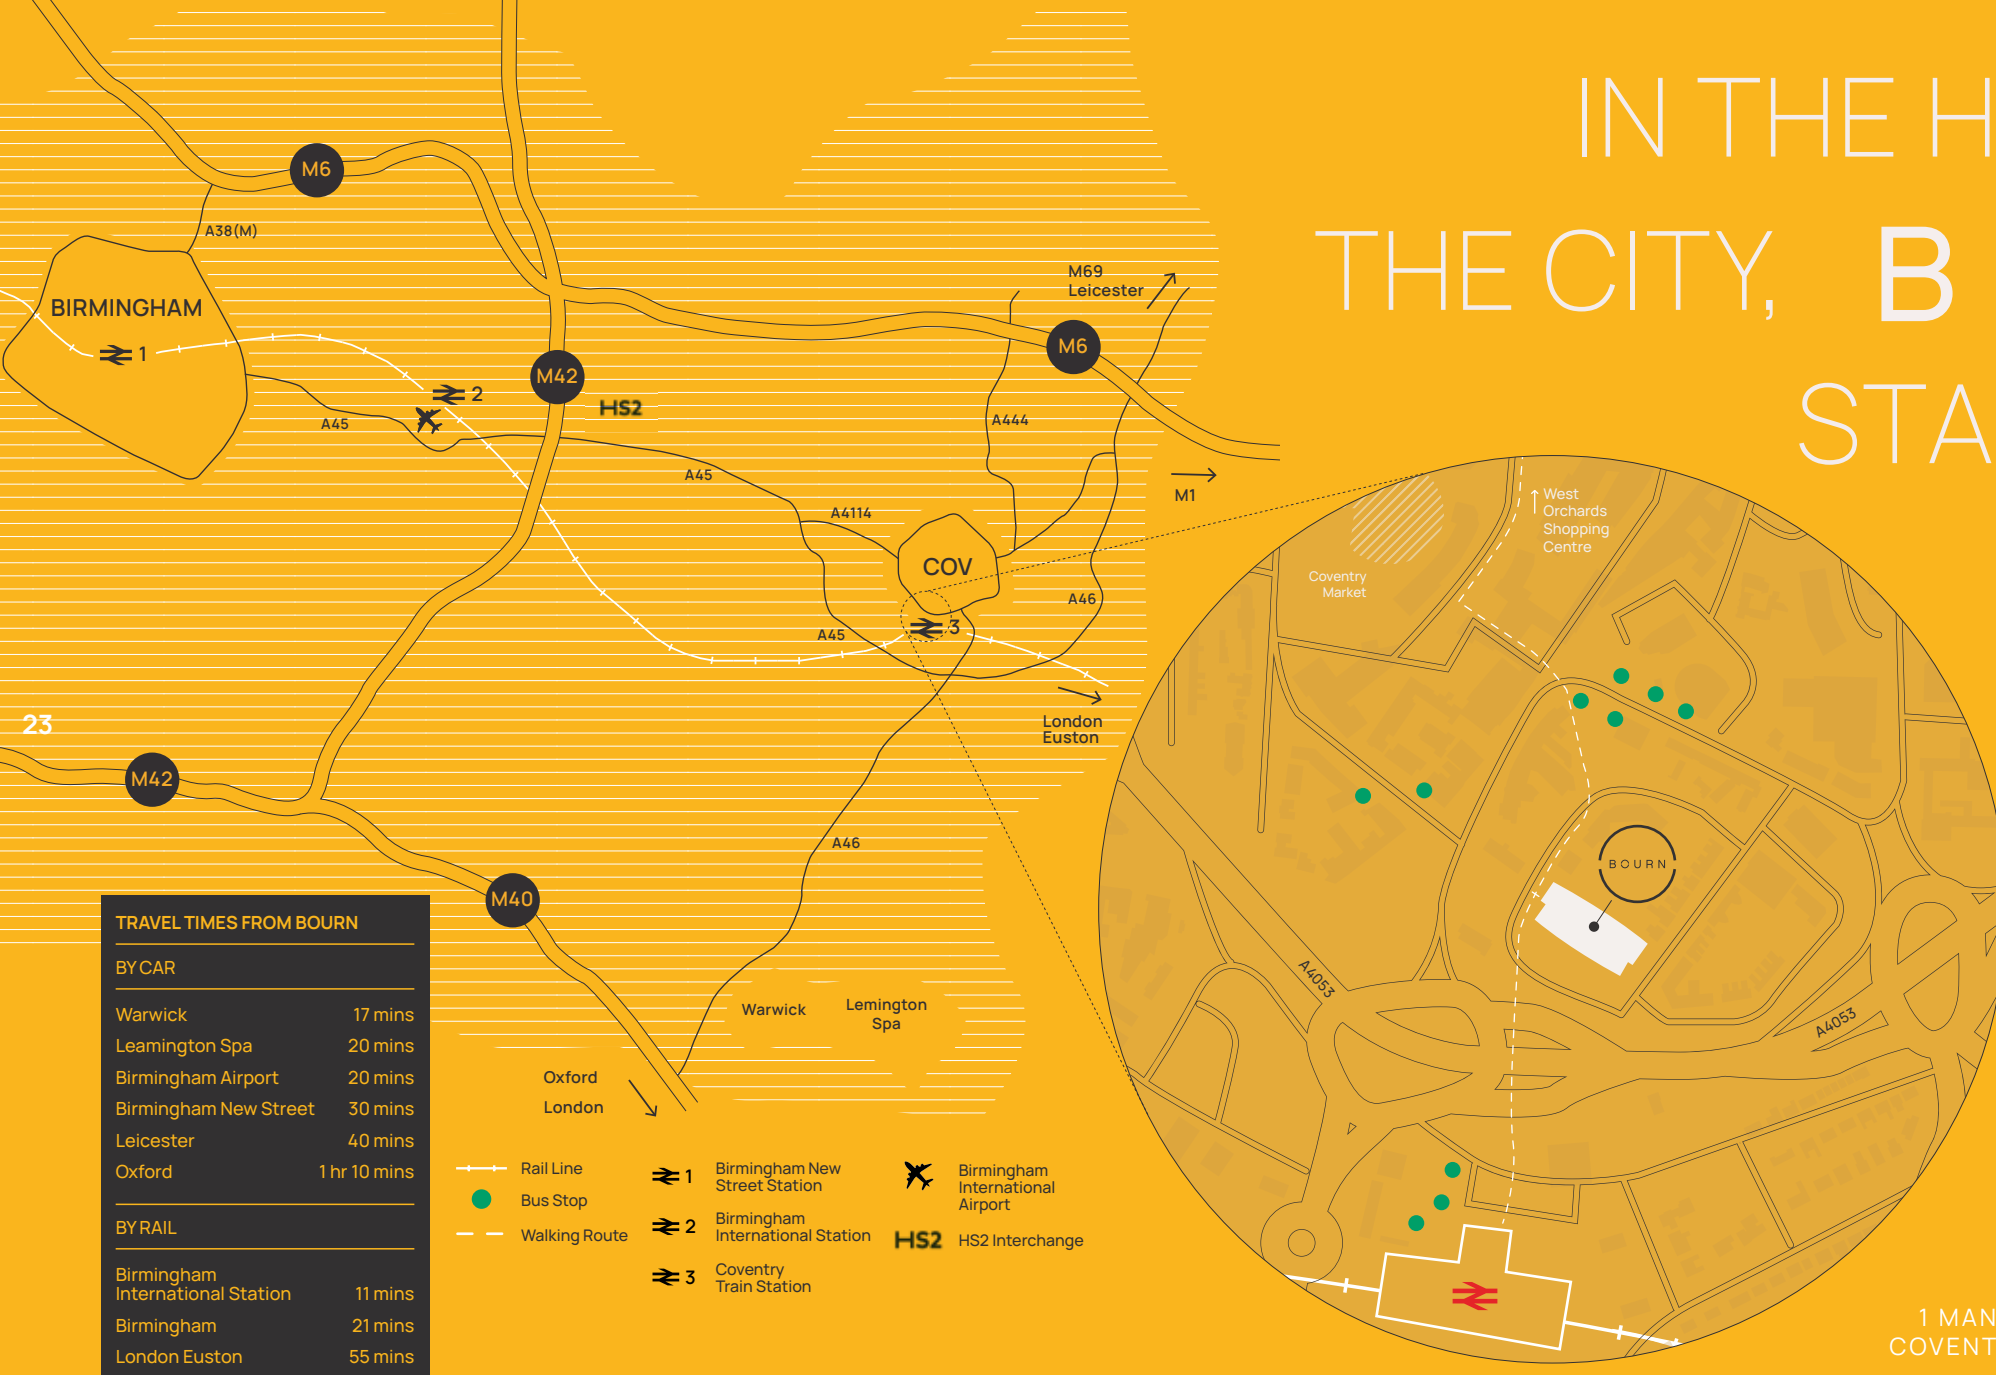 IN THE H
THE CITY, B
STA
M6
A38(M)
BIRMINGHAM
1
2
M42
HS2
A45
M69
Leicester
M6
A444
A45
M1
A4114
COV
A46
A45
3
London
Euston
23
M42
A46
M40
Warwick
Lemington
Spa
Oxford
London
West
Orchards
Shopping
Centre
Coventry
Market
BOURN
A4053
A4053
TRAVEL TIMES FROM BOURN
BY CAR
Warwick 17 mins
Leamington Spa 20 mins
Birmingham Airport 20 mins
Birmingham New Street 30 mins
Leicester 40 mins
Oxford 1 hr 10 mins
BY RAIL
Birmingham
International Station 11 mins
Birmingham 21 mins
London Euston 55 mins
Rail Line
Bus Stop
Walking Route
1 Birmingham New
Street Station
2 Birmingham
International Station
3 Coventry
Train Station
Birmingham
International
Airport
HS2 HS2 Interchange
1 MAN
COVENT